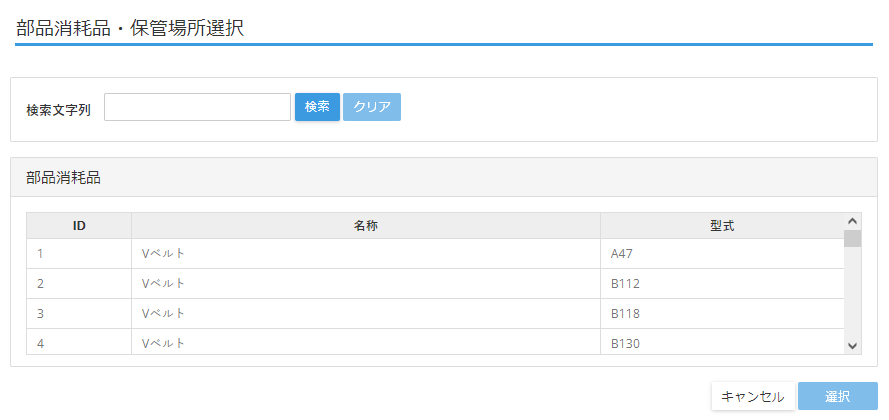 部品消耗品・保管場所選択
検索文字列 検索 クリア
部品消耗品
ID 名称 型式
1 Vベルト A47
2 Vベルト B112
3 Vベルト B118
4 Vベルト B130
キャンセル 選択